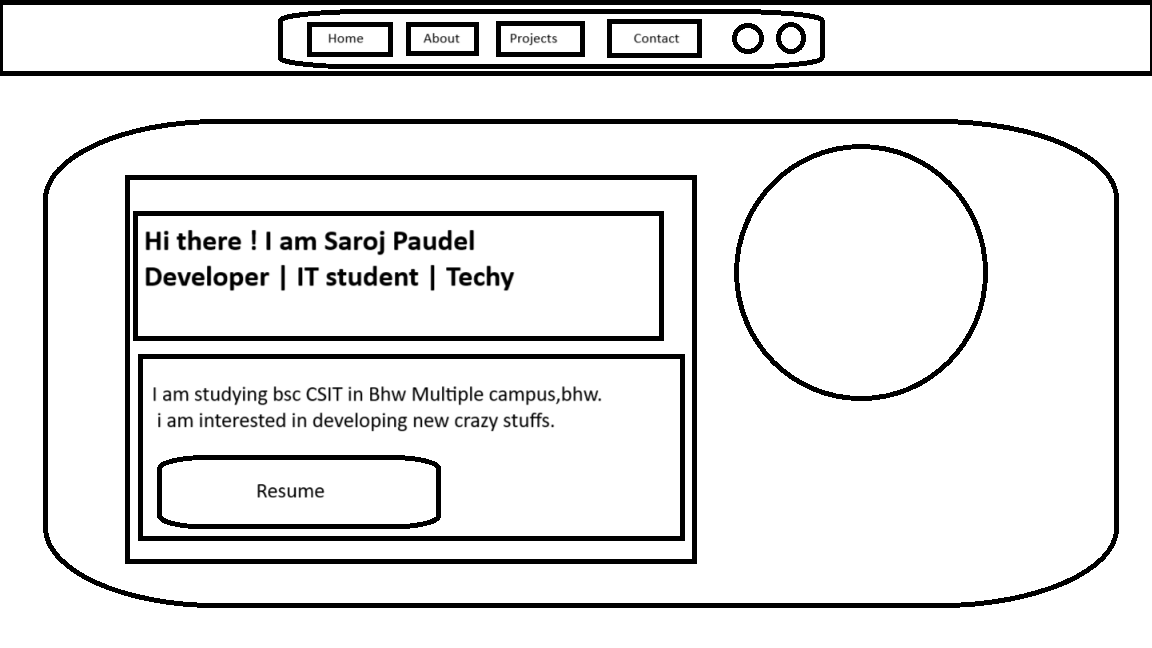 Home About Projects Contact
Hi there ! I am Saroj Paudel
Developer | IT student | Techy
I am studying bsc CSIT in Bhw Multiple campus,bhw.
i am interested in developing new crazy stuffs.
Resume